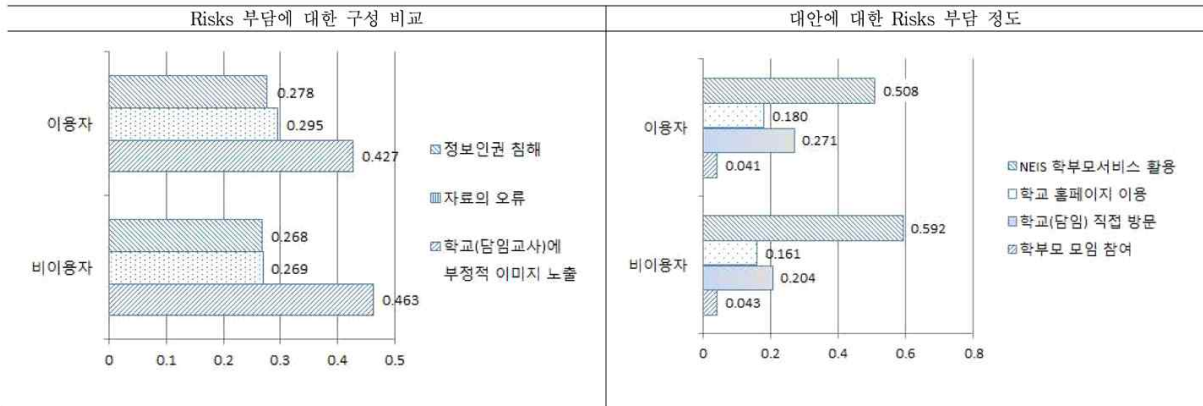 Risks 부담에 대한 구성 비교
이용자
0.278
0.295
0.427
비이용자
0.268
0.269
0.463
0 0.1 0.2 0.3 0.4 0.5
정보인권 침해
자료의 오류
학교(담임교사)에
부정적 이미지 노출
대안에 대한 Risks 부담 정도
이용자
0.508
0.180
0.271
0.041
비이용자
0.592
0.161
0.204
0.043
0 0.2 0.4 0.6 0.8
NEIS 학부모서비스 활용
학교 홈페이지 이용
학교(담임) 직접 방문
학부모 모임 참여